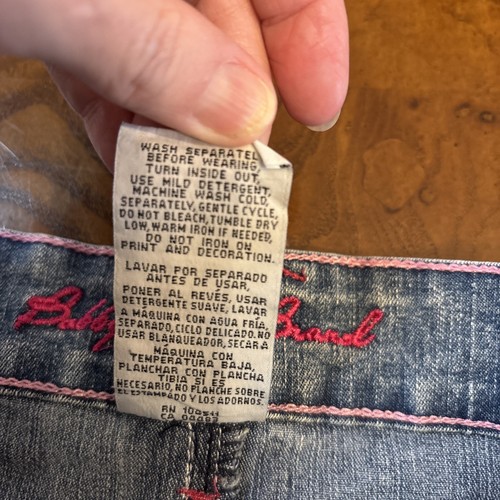 WASH SEPARATEL
BEFORE WEARING,
TURN INSIDE OUT,
USE MILD DETERGENT,
MACHINE WASH COLD,
SEPARATELY, GENTLE CYCLE,
DO NOT BLEACH, TUMBLE DRY
LOW, WARM IRON IF NEEDED,
DO NOT IRON ON
PRINT AND DECORATION.
LAVAR POR SEPARADO
ANTES DE USAR,
PONER AL REVÉS, USAR
DETERGENTE SUAVE, LAVAR
A MÁQUINA CON AGUA FRÍA,
SEPARADO, CICLO DELICADO. NO
USAR BLANQUEADOR, SECAR A
MÁQUINA CON
TEMPERATURA BAJA,
PLANCHAR CON PLANCHA
TIBIA SI ES
NECESARIO, NO PLANCHE SOBRE
EL ESTAMPADO Y LOS ADORNOS.
RN
CA
Brand